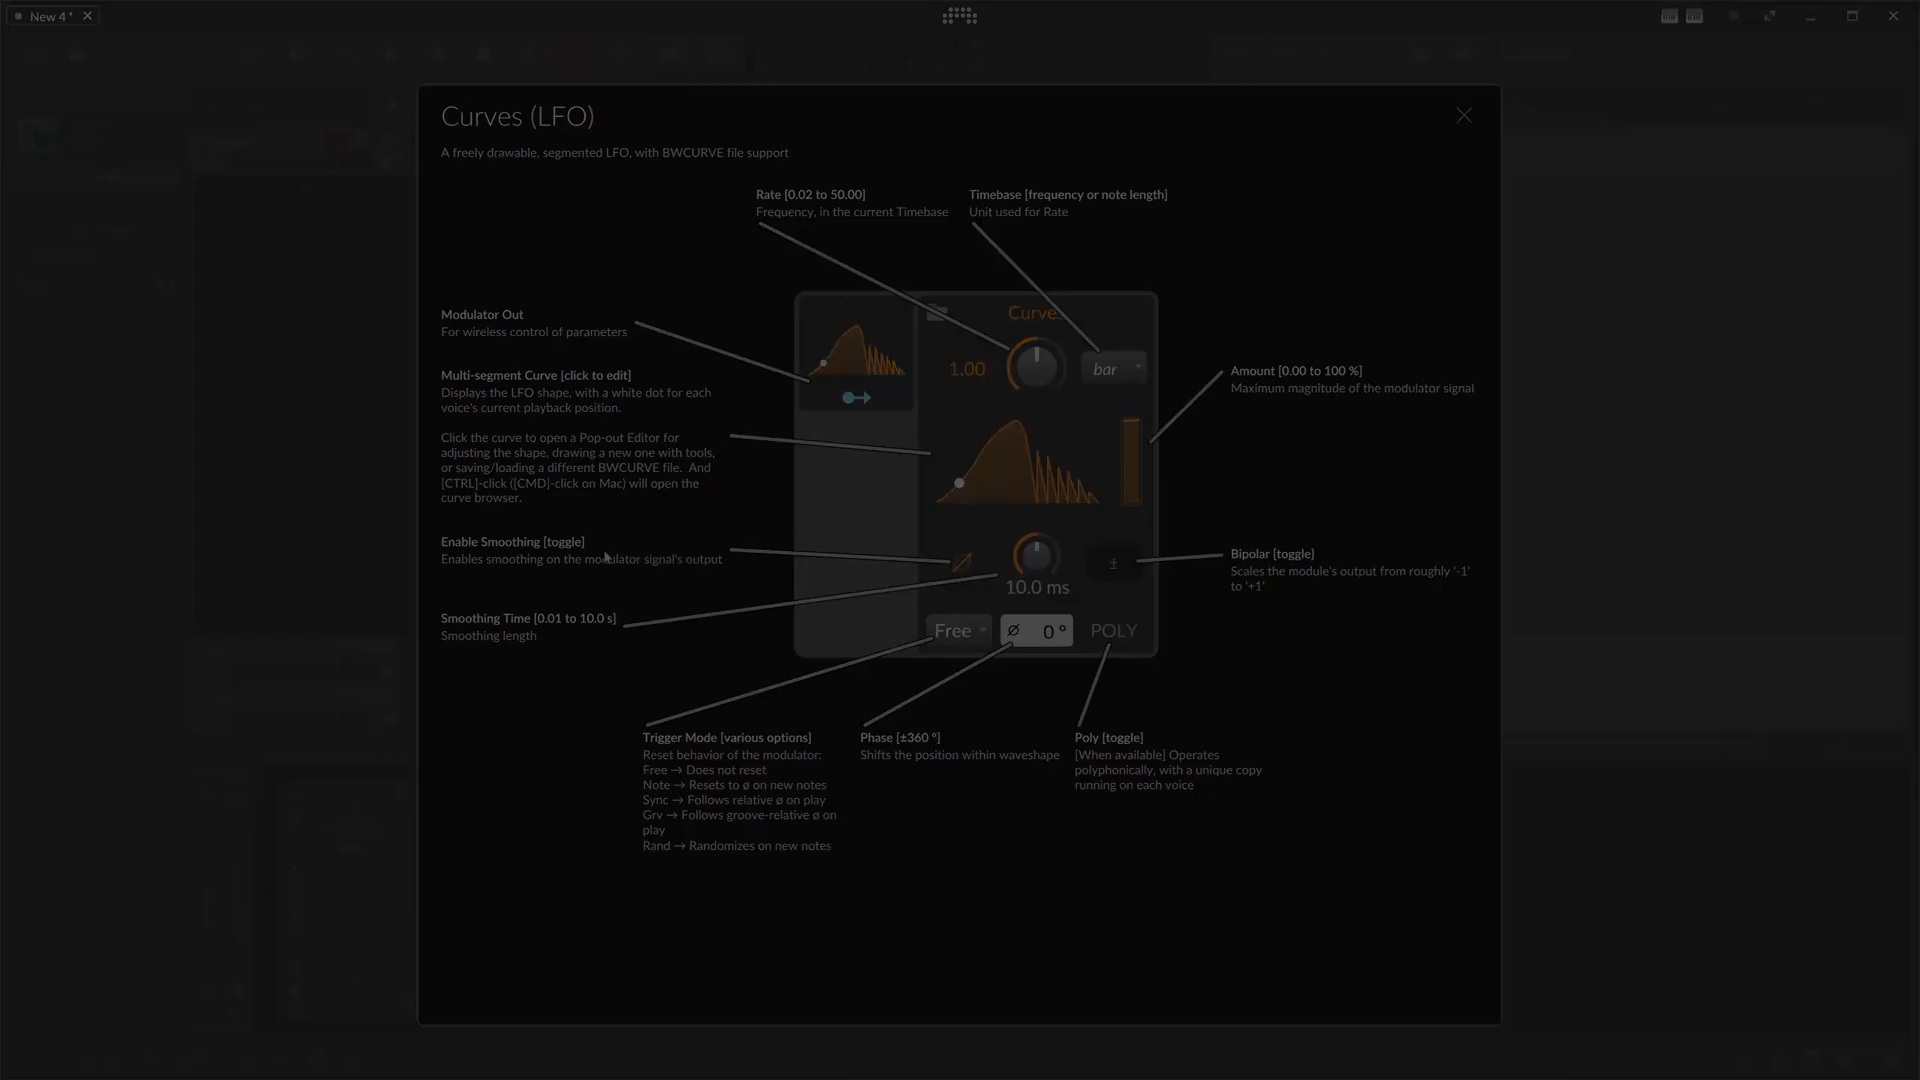 New 4 *
Curves (LFO)
A freely drawable, segmented LFO, with BWCURVE file support
Rate [0.02 to 50.00]
Frequency, in the current Timebase
Timebase [frequency or note length]
Unit used for Rate
Modulator Out
For wireless control of parameters
Multi-segment Curve [click to edit]
Displays the LFO shape, with a white dot for each
voice's current playback position.
Click the curve to open a Pop-out Editor for
adjusting the shape, drawing a new one with tools,
or saving/loading a different BWCURVE file. And
[CTRL]-click ([CMD]-click on Mac) will open the
curve browser.
Enable Smoothing [toggle]
Enables smoothing on the modulator signal's output
Smoothing Time [0.01 to 10.0 s]
Smoothing length
Curves
1.00
bar
±
10.0 ms
Free
ø 0 °
POLY
Amount [0.00 to 100 %]
Maximum magnitude of the modulator signal
Bipolar [toggle]
Scales the module's output from roughly '-1'
to '+1'
Trigger Mode [various options]
Reset behavior of the modulator:
Free → Does not reset
Note → Resets to ø on new notes
Sync → Follows relative ø on play
Grv → Follows groove-relative ø on
play
Rand → Randomizes on new notes
Phase [±360 °]
Shifts the position within waveshape
Poly [toggle]
[When available] Operates
polyphonically, with a unique copy
running on each voice